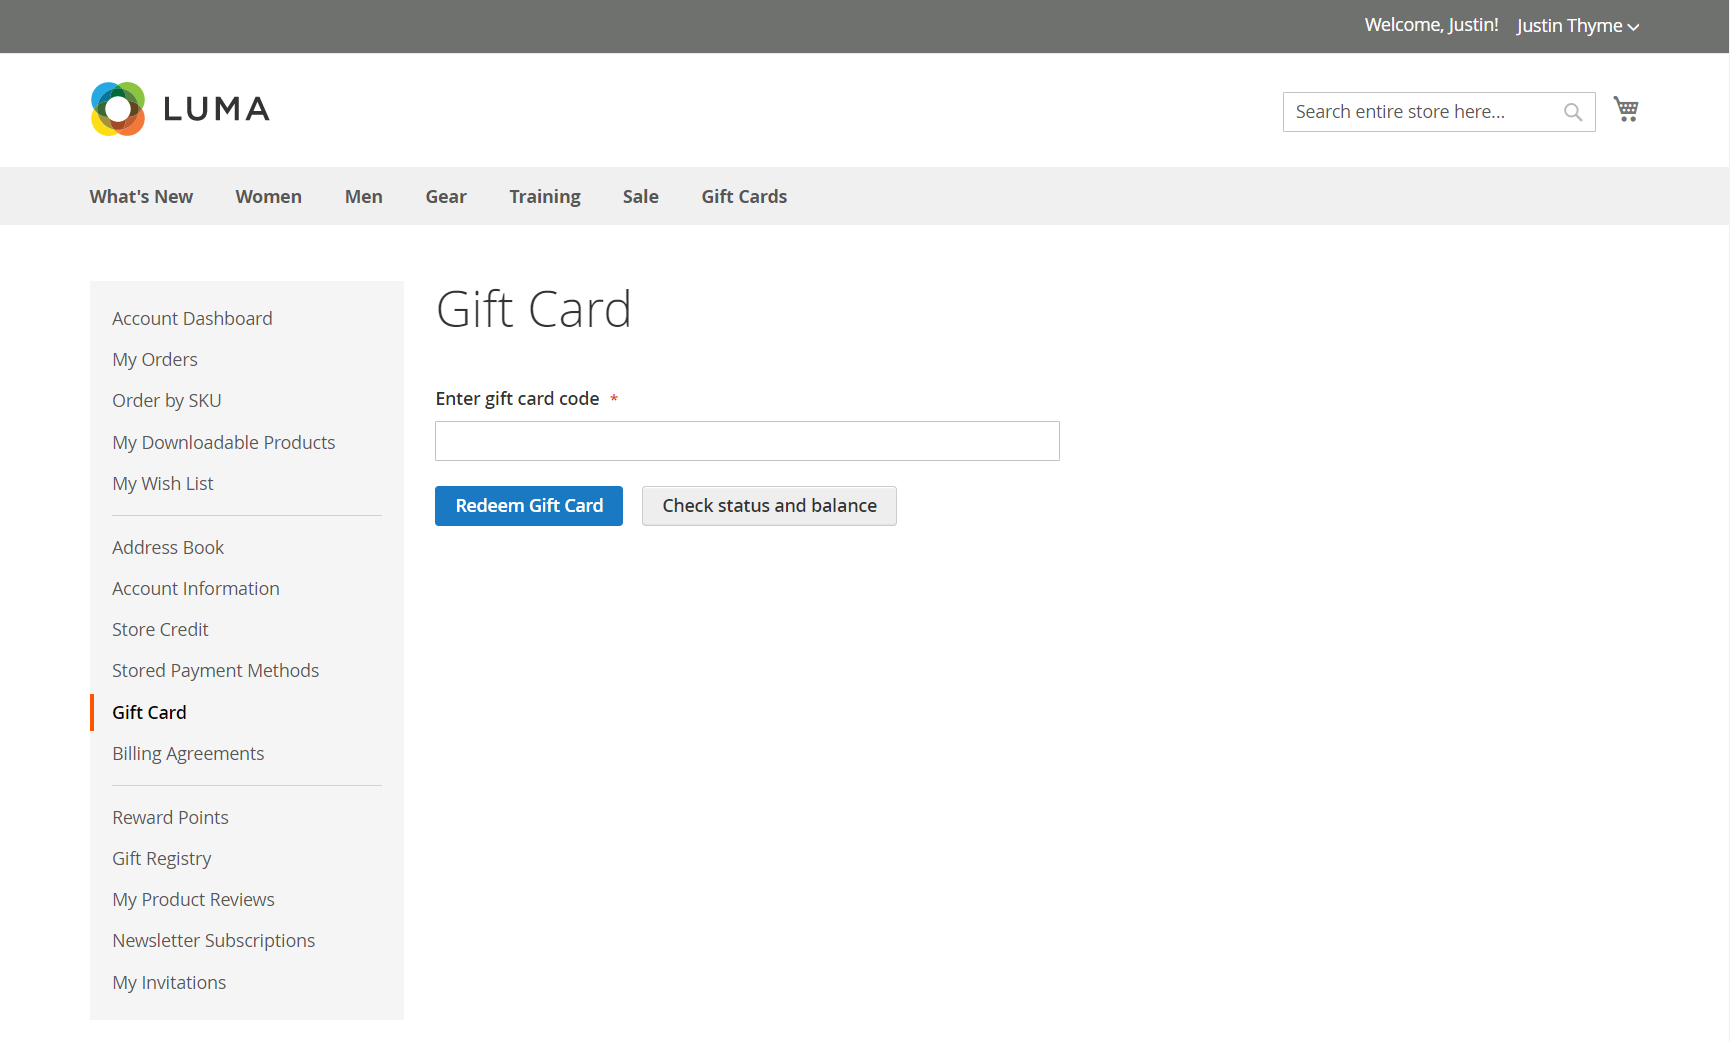 Welcome, Justin! Justin Thyme
LUMA
Search entire store here...
What's New Women Men Gear Training Sale Gift Cards
Account Dashboard
My Orders
Order by SKU
My Downloadable Products
My Wish List
Address Book
Account Information
Store Credit
Stored Payment Methods
Gift Card
Billing Agreements
Reward Points
Gift Registry
My Product Reviews
Newsletter Subscriptions
My Invitations
Gift Card
Enter gift card code *
Redeem Gift Card Check status and balance